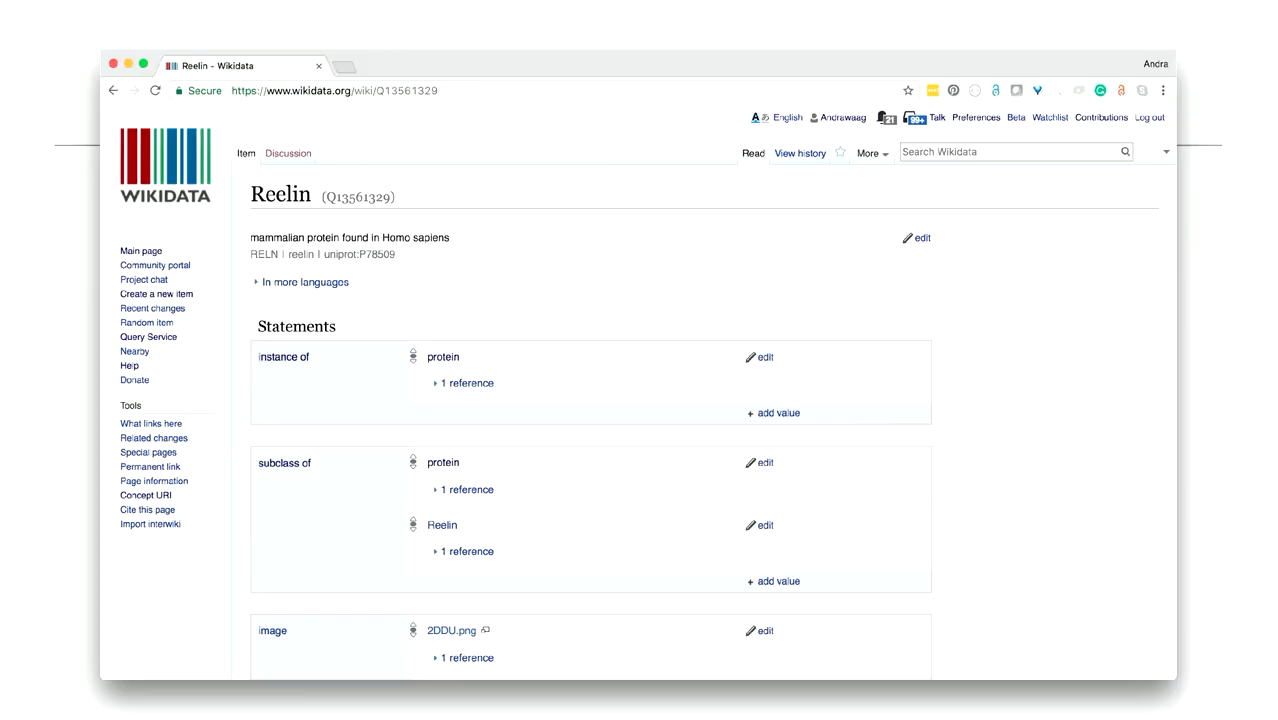 Reelin - Wikidata
Andra
Secure https://www.wikidata.org/wiki/Q13561329
A あ English Andrawaag 21 99+ Talk Preferences Beta Watchlist Contributions Log out
Item Discussion Read View history More Search Wikidata
WIKIDATA
Reelin (Q13561329)
mammalian protein found in Homo sapiens edit
RELN | reelin | uniprot:P78509
In more languages
Main page
Community portal
Project chat
Create a new item
Recent changes
Random item
Query Service
Nearby
Help
Donate
Tools
What links here
Related changes
Special pages
Permanent link
Page information
Concept URI
Cite this page
Import interwiki
Statements
instance of protein edit
1 reference
+ add value
subclass of protein edit
1 reference
Reelin edit
1 reference
+ add value
image 2DDU.png edit
1 reference